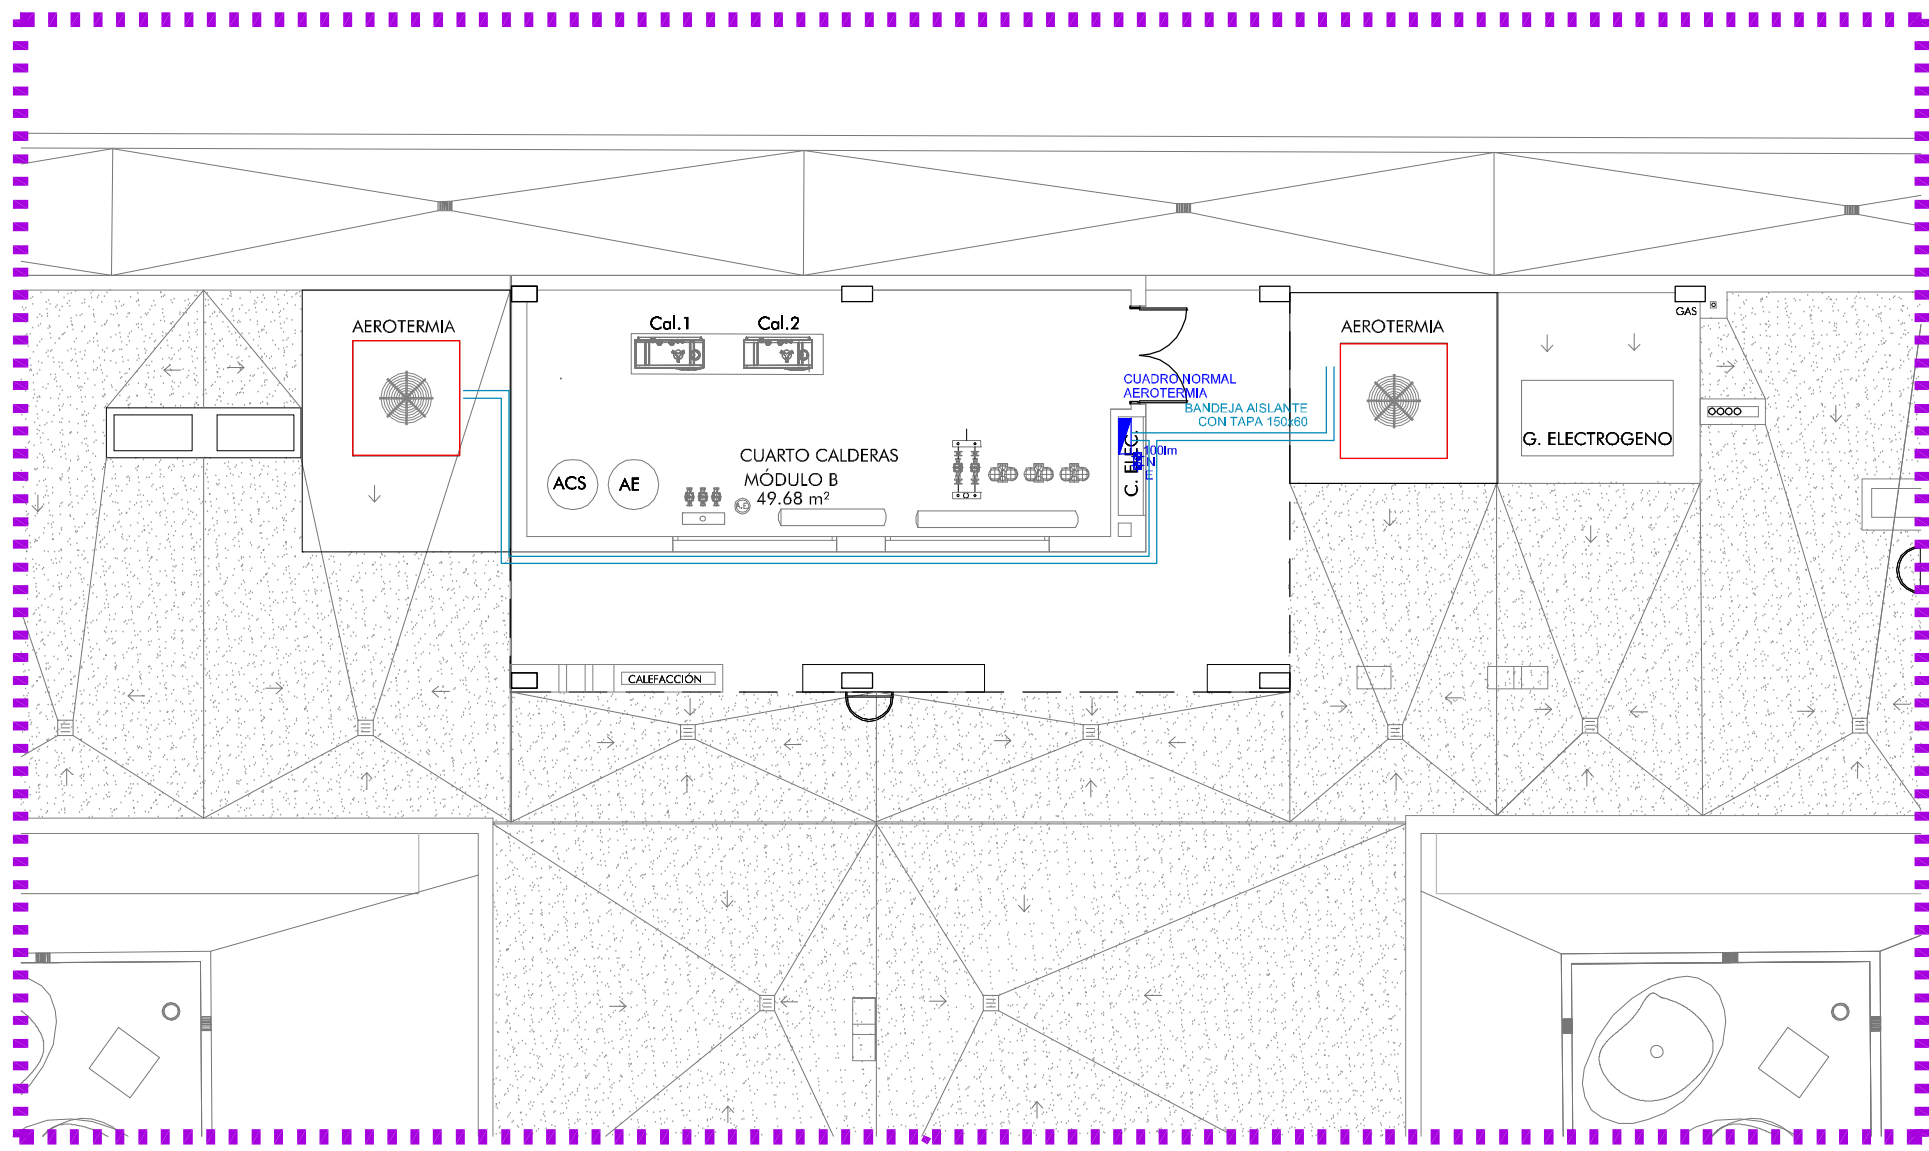 GAS
AEROTERMIA
Cal.1
Cal.2
AEROTERMIA
CUADRO NORMAL
AEROTERMIA
BANDEJA AISLANTE
CON TAPA 150x60
G. ELECTROGENO
CUARTO CALDERAS
MÓDULO B
49.68 m²
ACS
AE
A.E.
C. ELEC.
100lm
N
E
CALEFACCIÓN